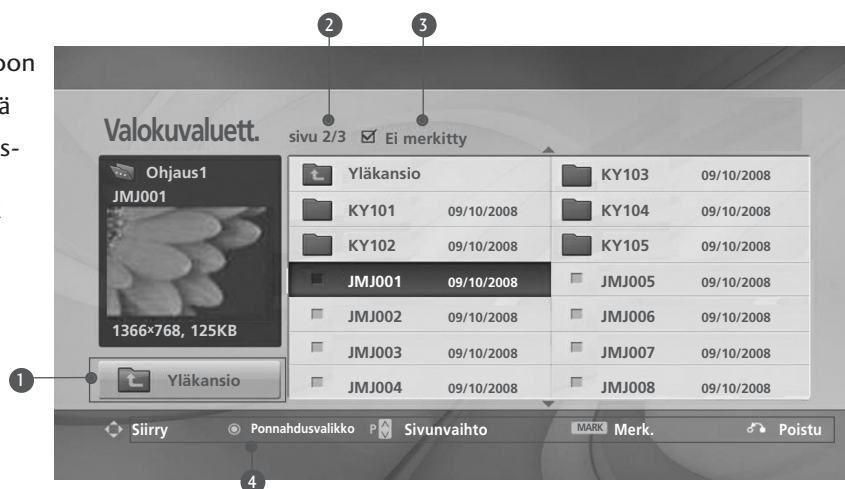 2 3
oon
ä
s-
Valokuvaluett. sivu 2/3 Ei merkitty
Ohjaus1
JMJ001
1366×768, 125KB
Yläkansio
Yläkansio
KY101 09/10/2008
KY102 09/10/2008
JMJ001 09/10/2008
JMJ002 09/10/2008
JMJ003 09/10/2008
JMJ004 09/10/2008
KY103 09/10/2008
KY104 09/10/2008
KY105 09/10/2008
JMJ005 09/10/2008
JMJ006 09/10/2008
JMJ007 09/10/2008
JMJ008 09/10/2008
1
Siirry Ponnahdusvalikko P Sivunvaihto MARK Merk. Poistu
4